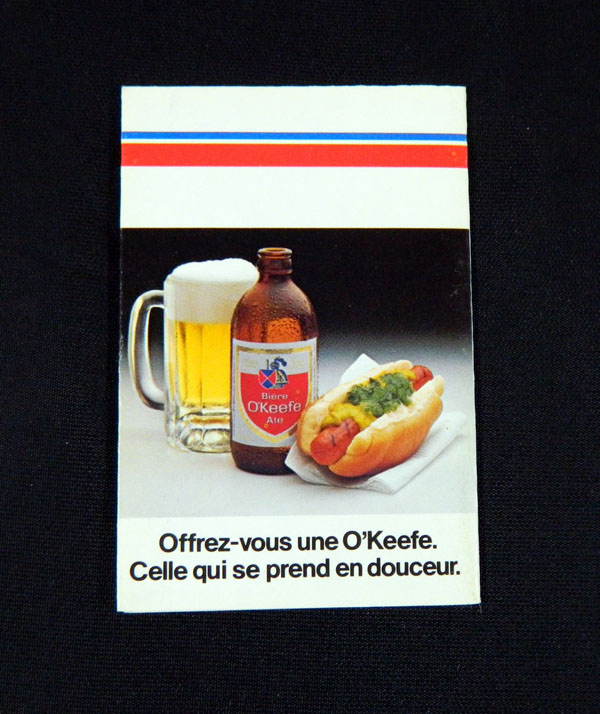 Bière
O'Keefe
Ale
Offrez-vous une O'Keefe.
Celle qui se prend en douceur.